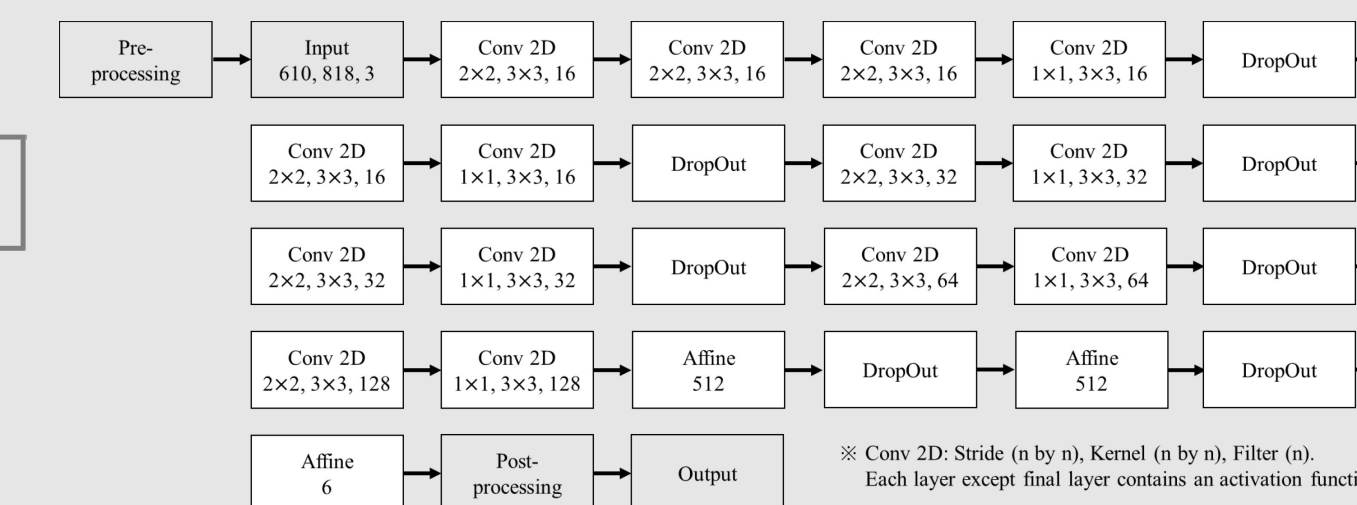 Pre-
processing
Input
610, 818, 3
Conv 2D
2×2, 3×3, 16
Conv 2D
2×2, 3×3, 16
Conv 2D
2×2, 3×3, 16
Conv 2D
1×1, 3×3, 16
DropOut
Conv 2D
2×2, 3×3, 16
Conv 2D
1×1, 3×3, 16
DropOut
Conv 2D
2×2, 3×3, 32
Conv 2D
1×1, 3×3, 32
DropOut
Conv 2D
2×2, 3×3, 32
Conv 2D
1×1, 3×3, 32
DropOut
Conv 2D
2×2, 3×3, 64
Conv 2D
1×1, 3×3, 64
DropOut
Conv 2D
2×2, 3×3, 128
Conv 2D
1×1, 3×3, 128
Affine
512
DropOut
Affine
512
DropOut
Affine
6
Post-
processing
Output
※ Conv 2D: Stride (n by n), Kernel (n by n), Filter (n).
Each layer except final layer contains an activation